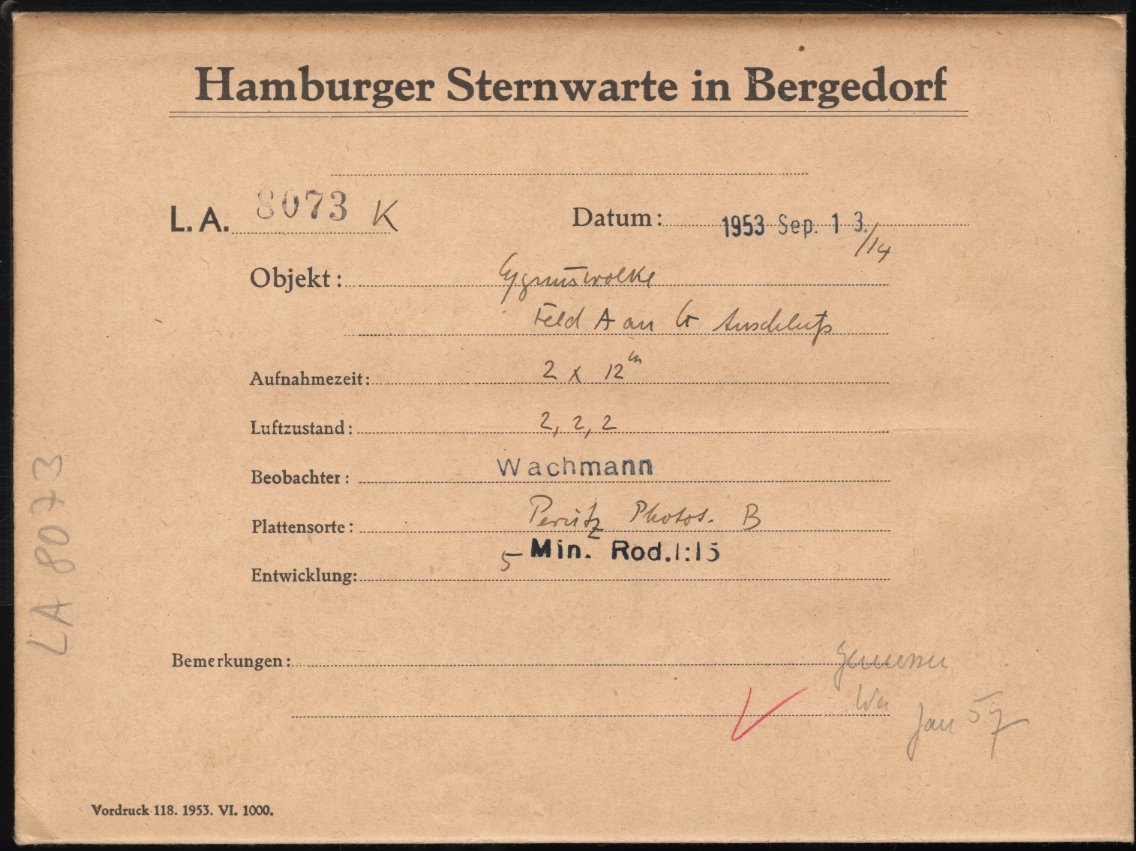 Hamburger Sternwarte in Bergedorf
L. A. 8073 K
Datum: 1953 Sep. 13./14
Objekt: Cygnuswolke
Feld A an G Anschluß
Aufnahmezeit: 2 x 12m
Luftzustand: 2, 2, 2
Beobachter: Wachmann
Plattensorte: Perutz Photot. B
Entwicklung: 5 Min. Rod. 1:15
Bemerkungen: Gemessen
Wa Jan 57
Vordruck 118. 1953. VI. 1000.
LA 8073